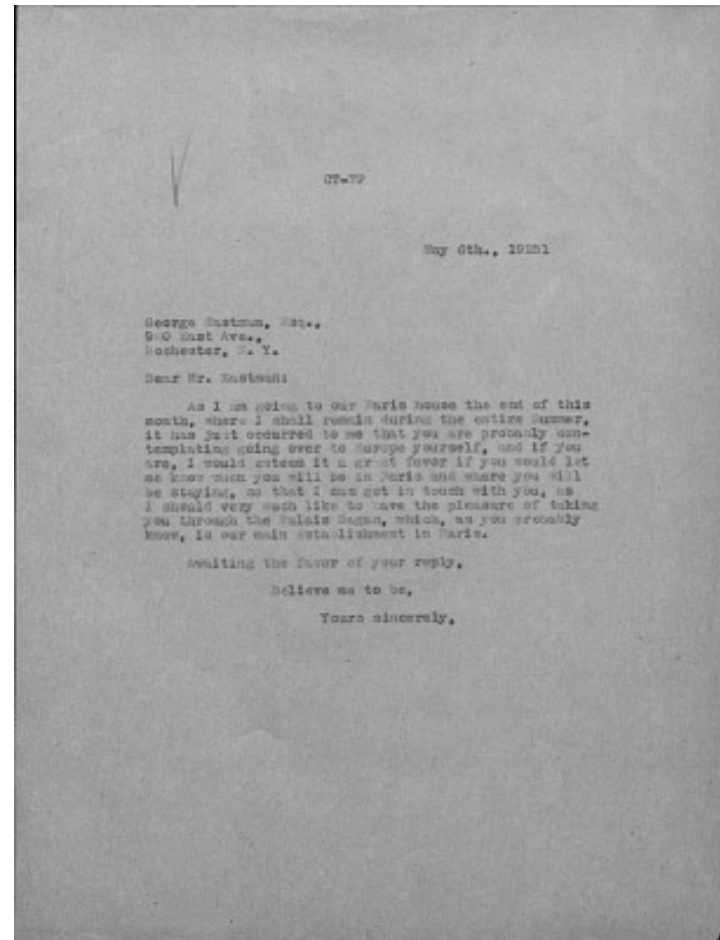 CT-TP
May 6th., 19251
George Eastman, Esq.,
900 East Ave.,
Rochester, N. Y.
Dear Mr. Eastman:
As I am going to our Paris house the end of this
month, where I shall remain during the entire Summer,
it has just occurred to me that you are probably con-
templating going over to Europe yourself, and if you
are, I would esteem it a great favor if you would let
me know when you will be in Paris and where you will
be staying, so that I can get in touch with you, as
I should very much like to have the pleasure of taking
you through the Palais Sagan, which, as you probably
know, is our main establishment in Paris.
Awaiting the favor of your reply,
Believe me to be,
Yours sincerely,